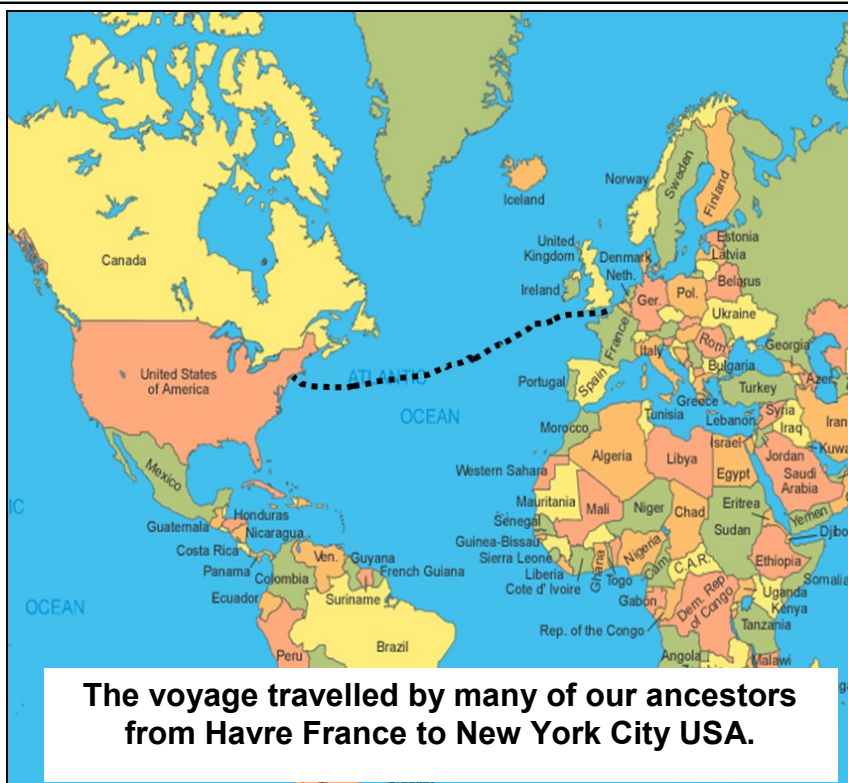 Canada
United States
of America
Mexico
Guatemala
Honduras
Nicaragua
Costa Rica
Panama
Colombia
Ven.
Guyana
French Guiana
Suriname
Ecuador
Peru
Brazil
IC
OCEAN
ATLANTIC
OCEAN
Iceland
Norway
Sweden
Finland
United
Kingdom
Ireland
Denmark
Neth.
Estonia
Latvia
Belarus
Ger.
Pol.
Ukraine
France
Rom.
Italy
Bulgaria
Georgia
Azer.
Portugal
Spain
Greece
Turkey
Lebanon
Syria
Iraq
Iran
Israel
Kuwa
Jordan
Saudi
Arabia
Yemen
Morocco
Tunisia
Algeria
Libya
Egypt
Western Sahara
Mauritania
Mali
Niger
Chad
Sudan
Eritrea
Djibo
Ethiopia
Somalia
Sénégal
Guinea-Bissau
Sierra Leone
Liberia
Cote d' Ivoire
Ghana
Togo
Nigeria
Cam.
C.A.R.
Gabon
Rep. of the Congo
Dem. Rep.
of Congo
Uganda
Kenya
Tanzania
Angola
Malawi
The voyage travelled by many of our ancestors
from Havre France to New York City USA.